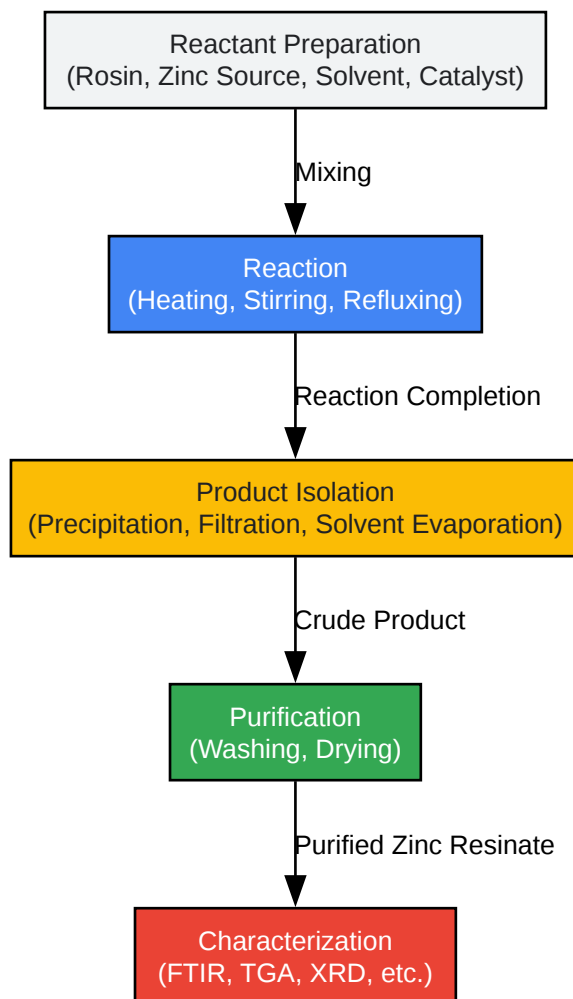 Reactant Preparation
(Rosin, Zinc Source, Solvent, Catalyst)
Mixing
Reaction
(Heating, Stirring, Refluxing)
Reaction Completion
Product Isolation
(Precipitation, Filtration, Solvent Evaporation)
Crude Product
Purification
(Washing, Drying)
Purified Zinc Resinate
Characterization
(FTIR, TGA, XRD, etc.)